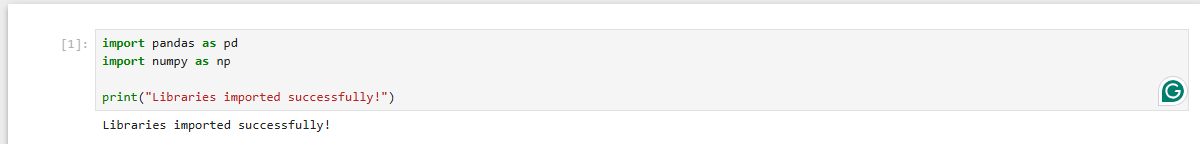 [1]:
import pandas as pd
import numpy as np
print("Libraries imported successfully!")
Libraries imported successfully!